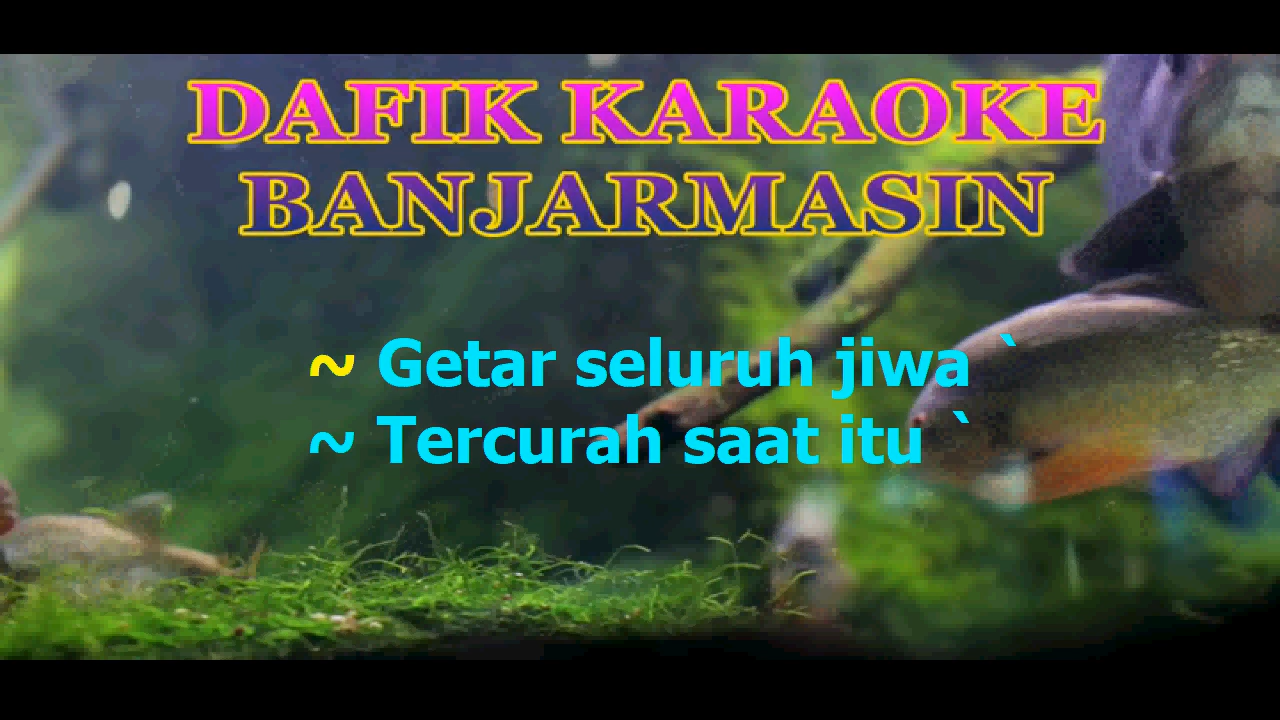 DAFIK KARAOKE
BANJARMASIN
~ Getar seluruh jiwa `
~ Tercurah saat itu `